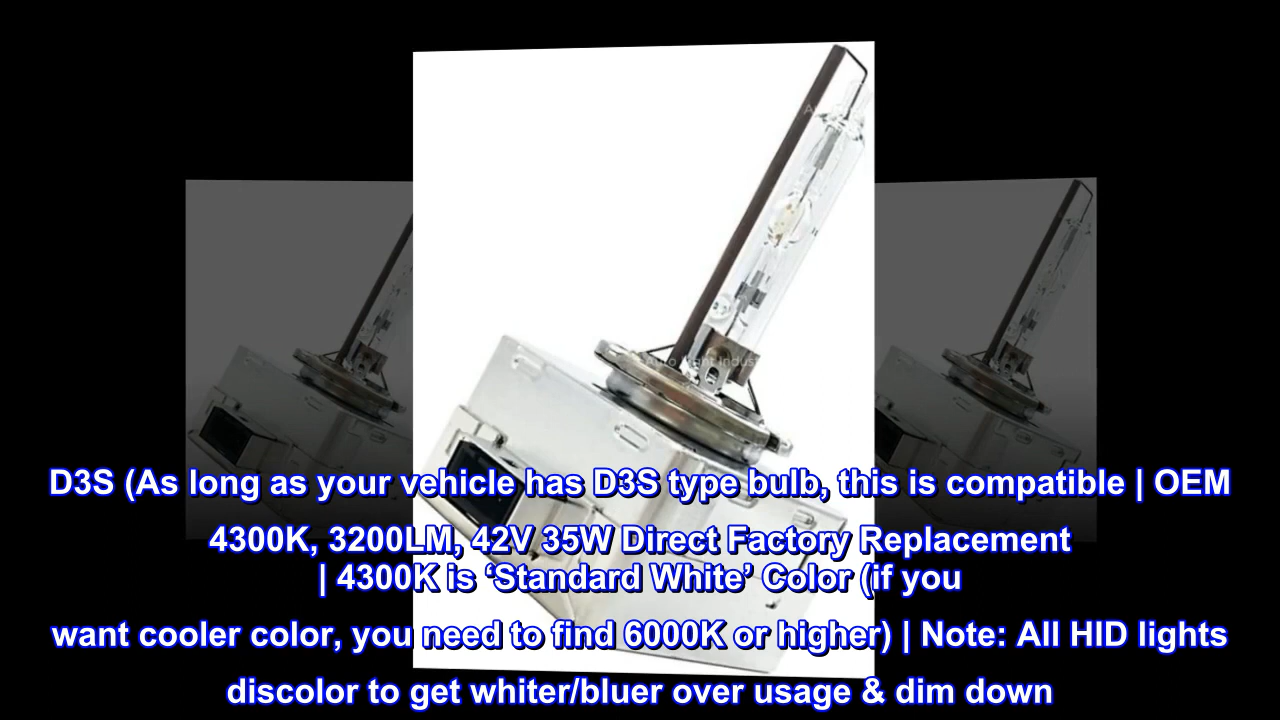 D3S (As long as your vehicle has D3S type bulb, this is compatible | OEM
4300K, 3200LM, 42V 35W Direct Factory Replacement
| 4300K is ‘Standard White’ Color (if you
want cooler color, you need to find 6000K or higher) | Note: All HID lights
discolor to get whiter/bluer over usage & dim down